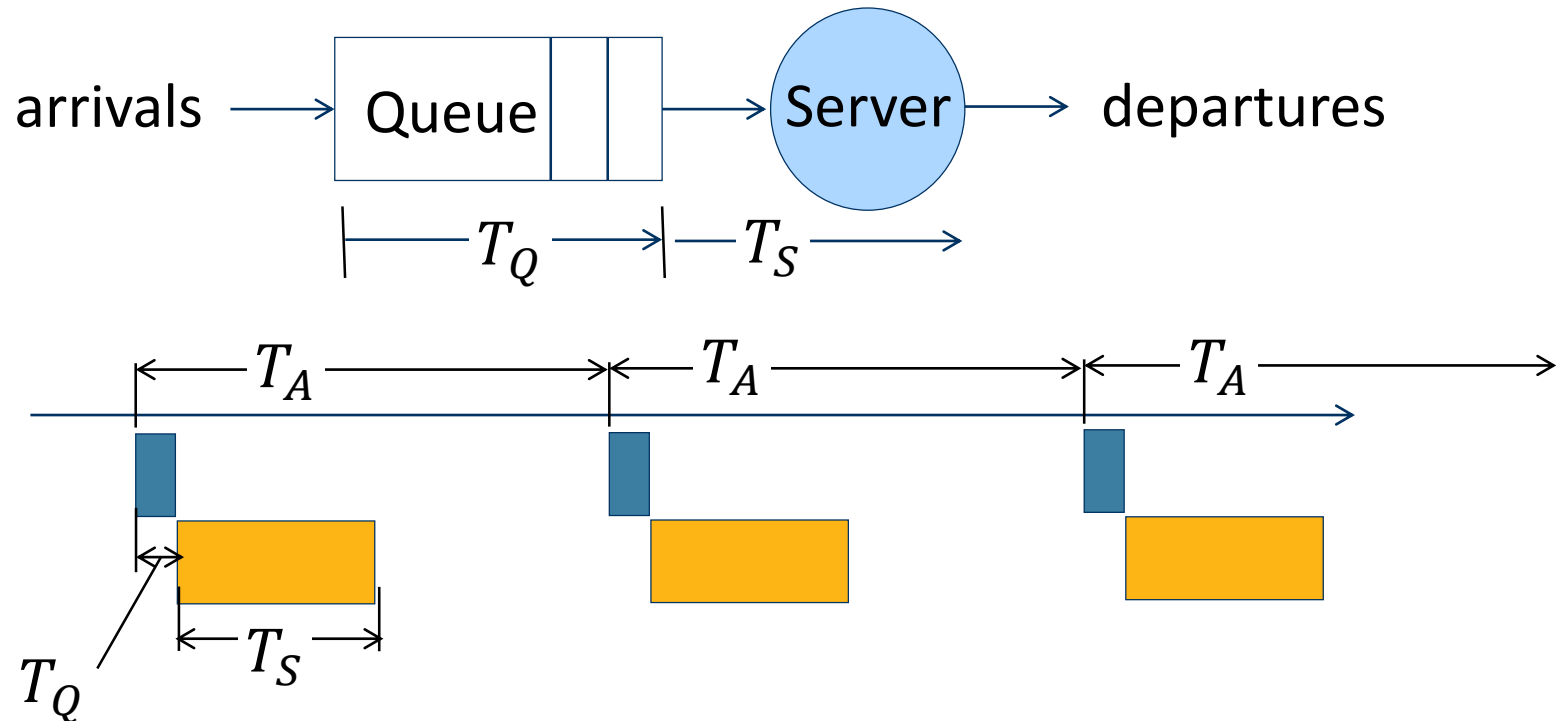 arrivals Queue Server departures
T_Q T_S
T_A T_A T_A
T_S
T_Q